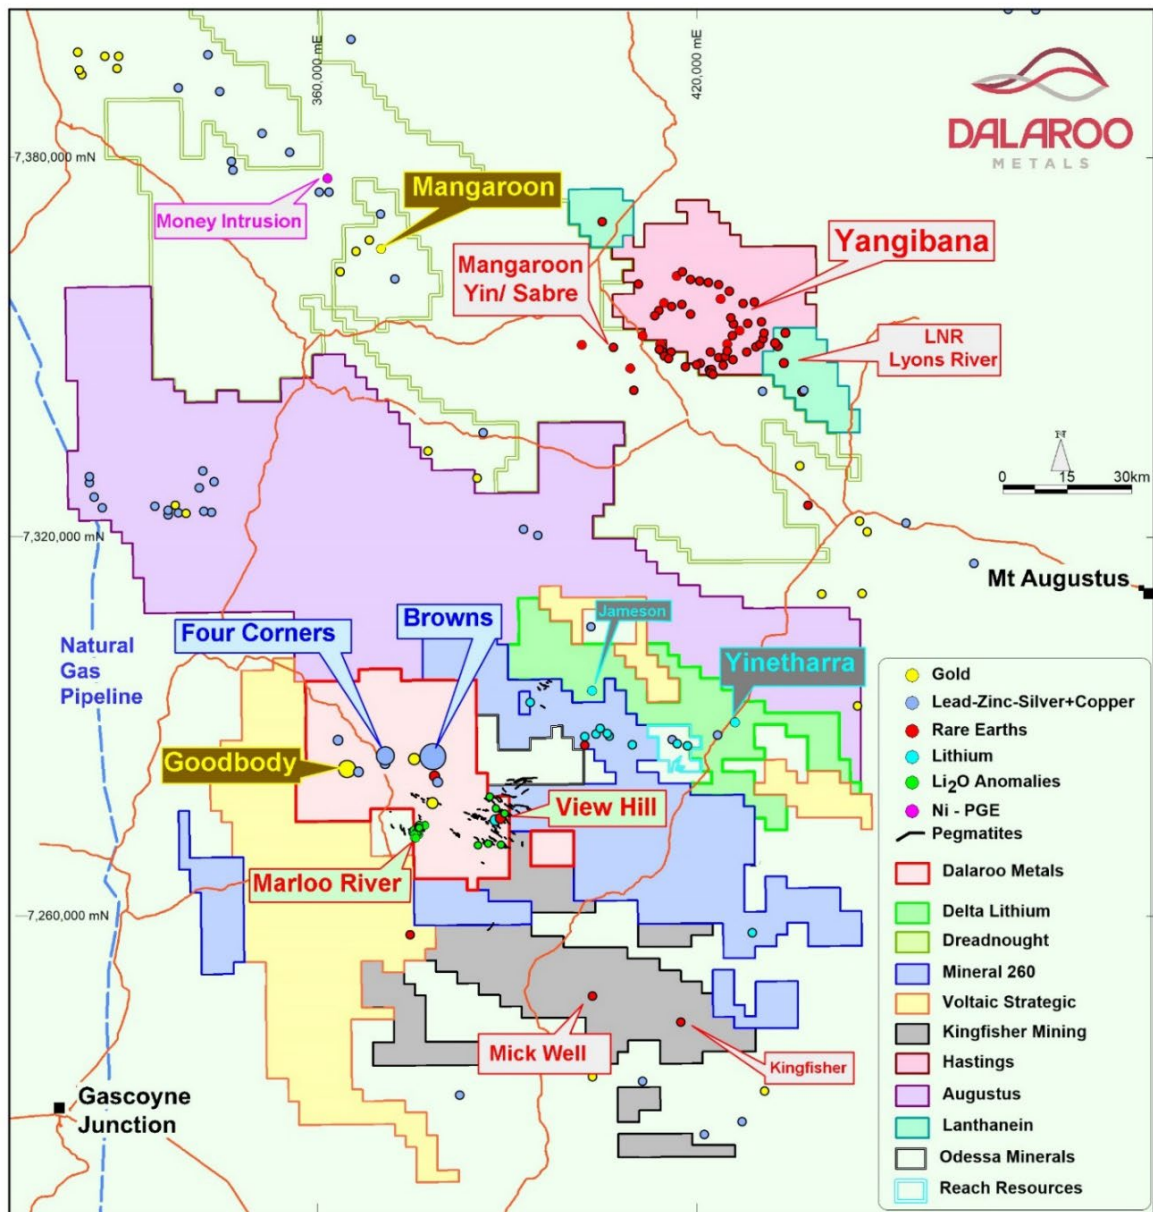 360,000 mE
420,000 mE
DALAROO
METALS
7,380,000 mN
Mangaroon
Money Intrusion
Yangibana
Mangaroon
Yin/ Sabre
LNR
Lyons River
N
0 15 30km
7,320,000 mN
Mt Augustus
Jameson
Browns
Four Corners
Natural
Gas
Pipeline
Yinetharra
Goodbody
View Hill
Marloo River
7,260,000 mN
Mick Well
Kingfisher
Gascoyne
Junction
Gold
Lead-Zinc-Silver+Copper
Rare Earths
Lithium
Li2O Anomalies
Ni - PGE
Pegmatites
Dalaroo Metals
Delta Lithium
Dreadnought
Mineral 260
Voltaic Strategic
Kingfisher Mining
Hastings
Augustus
Lanthanein
Odessa Minerals
Reach Resources